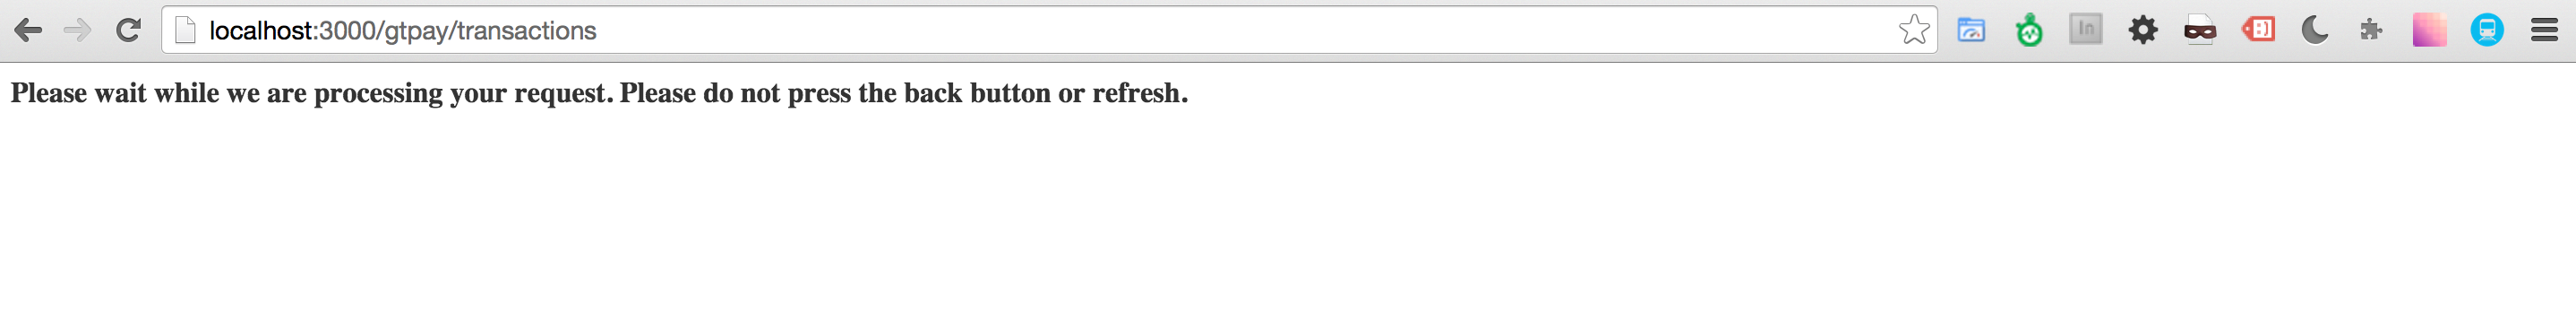 localhost:3000/gtpay/transactions
In
Please wait while we are processing your request. Please do not press the back button or refresh.